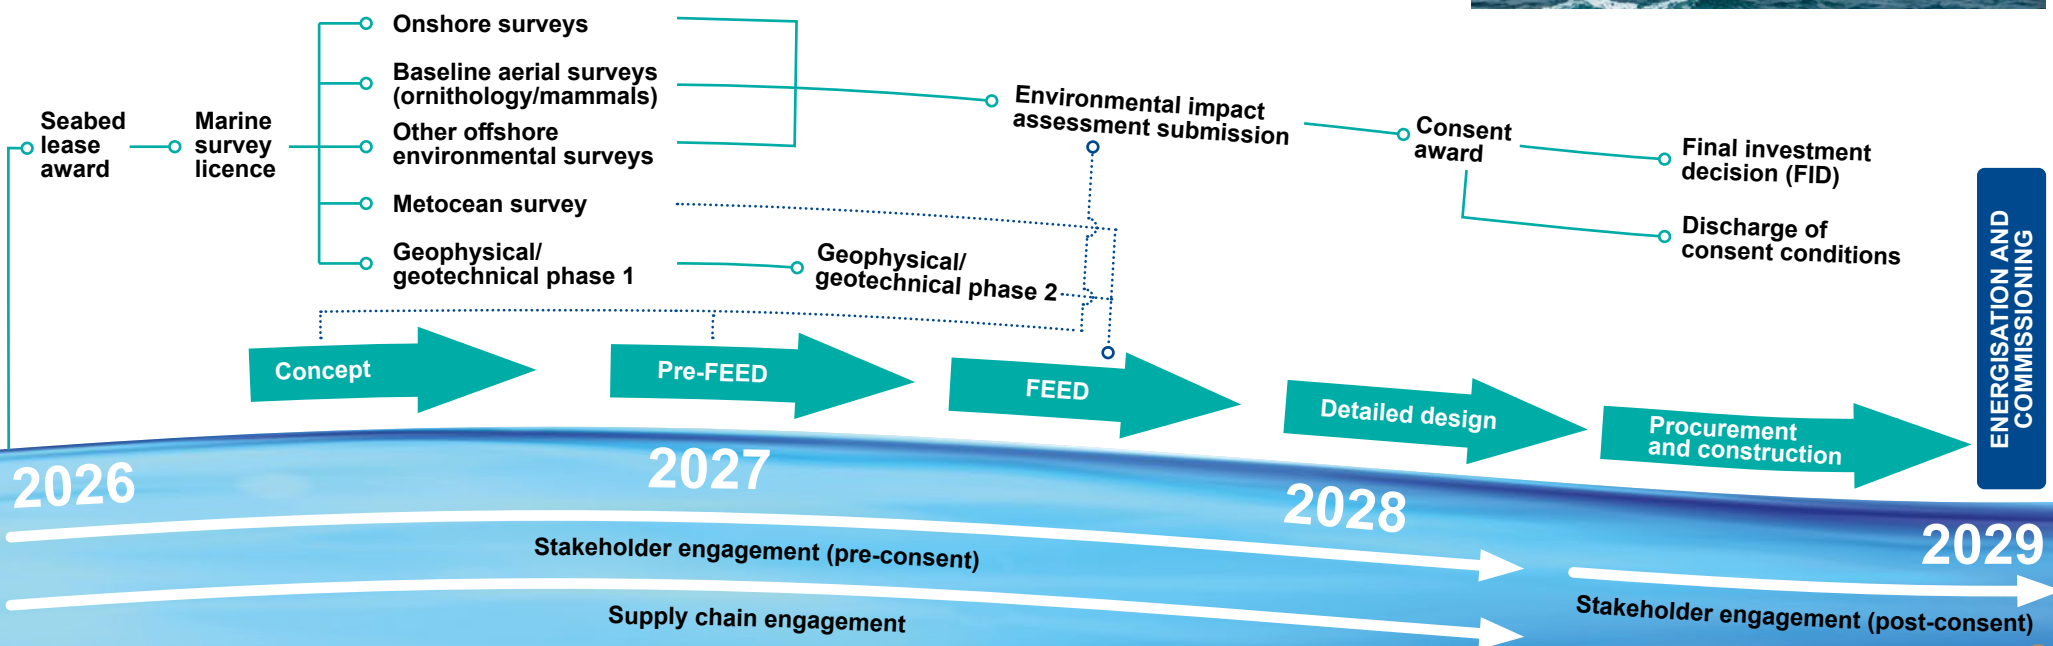 Seabed
lease
award
Marine
survey
licence
Onshore surveys
Baseline aerial surveys
(ornithology/mammals)
Other offshore
environmental surveys
Metocean survey
Geophysical/
geotechnical phase 1
Geophysical/
geotechnical phase 2
Environmental impact
assessment submission
Consent
award
Final investment
decision (FID)
Discharge of
consent conditions
ENERGISATION AND
COMMISSIONING
Concept
Pre-FEED
FEED
Detailed design
Procurement
and construction
2026
2027
2028
2029
Stakeholder engagement (pre-consent)
Stakeholder engagement (post-consent)
Supply chain engagement